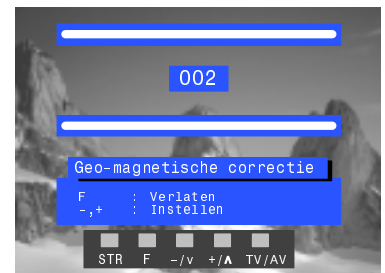 002
Geo-magnetische correctie
F : Verlaten
-,+ : Instellen
STR F -/v +/ʌ TV/AV